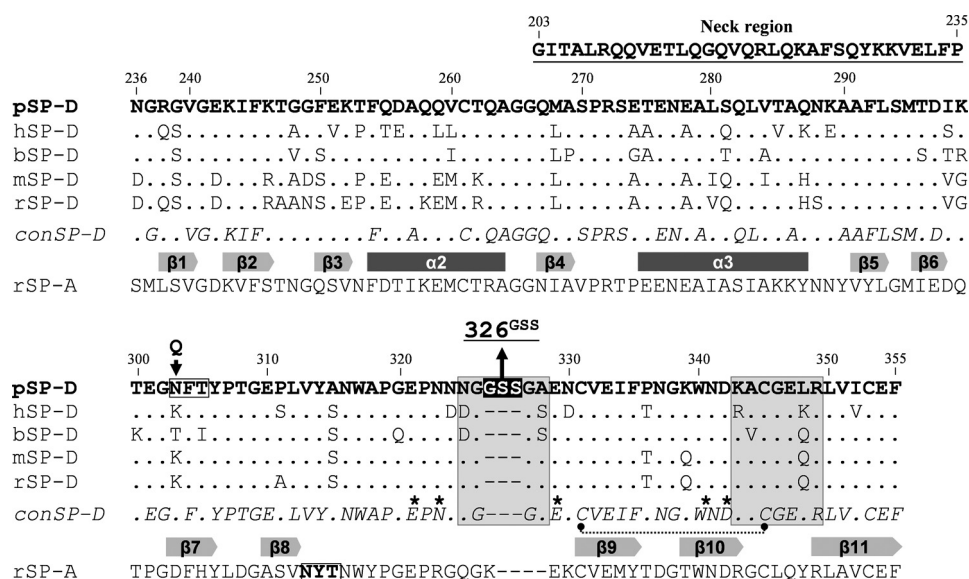 203 Neck region 235
GITALRQQVETLQGQVQRLQKAFSQYKKVELFP
236 240 250 260 270 280 290
pSP-D NGRGVGEKIFKTGGFEKTFQDAQQVCTQAGGQMASPRSETENEALSQLVTAQNKAAFLSMTDIK
hSP-D ..QS........A..V.P.TE..LL.......L.....AA..A..Q...V.K.E........S.
bSP-D ...S........V.S.........I.......LP....GA.....T..A...........S.TR
mSP-D D..S..D...R.ADS..P.E...EM.K.....L.....A...A.IQ..I..H..........VG
rSP-D D.QS..D...RAANS.EP.E..KEM.R.....L.....A...A.IQ.....HS.........VG
conSP-D .G..VG.KIF........F..A...C.QAGGQ..SPRS..EN.A..QL..A...AAFLSM.D..
β1 β2 β3 α2 β4 α3 β5 β6
rSP-A SMLSVGDKVFSTNGQSVNFDTIKEMCTRAGGNIAVPRTPEENEAIASIAKKYNNYVYLGMIEDQ
326GSS
Q
300 310 320 330 340 350 355
pSP-D TEGNFTYPTGEPLVYANWAPGEPNNNGGSSGAENCVEIFPNGKWNDKACGELRLVICEF
hSP-D ...K.......S...S........DD.---.S.D.....T......R....K...I...
bSP-D K..T.I.........S....Q....D.---.S...............V...Q.......
mSP-D ...K...........S...........---.........T..Q........Q.......
rSP-D ...K.......A...S...........---.....................Q.......
* * * * *
conSP-D .EG.F.YPTGE.LVY.NWAP.EPN..G---G.E.CVEIF.NG.WND..CGE.RLV.CEF
β7 β8 β9 β10 β11
rSP-A TPGDFHYLDGASVNYTNWYPGEPRGQGK----EKCVEMYTDGTWNDRGCLQYRLAVCEF